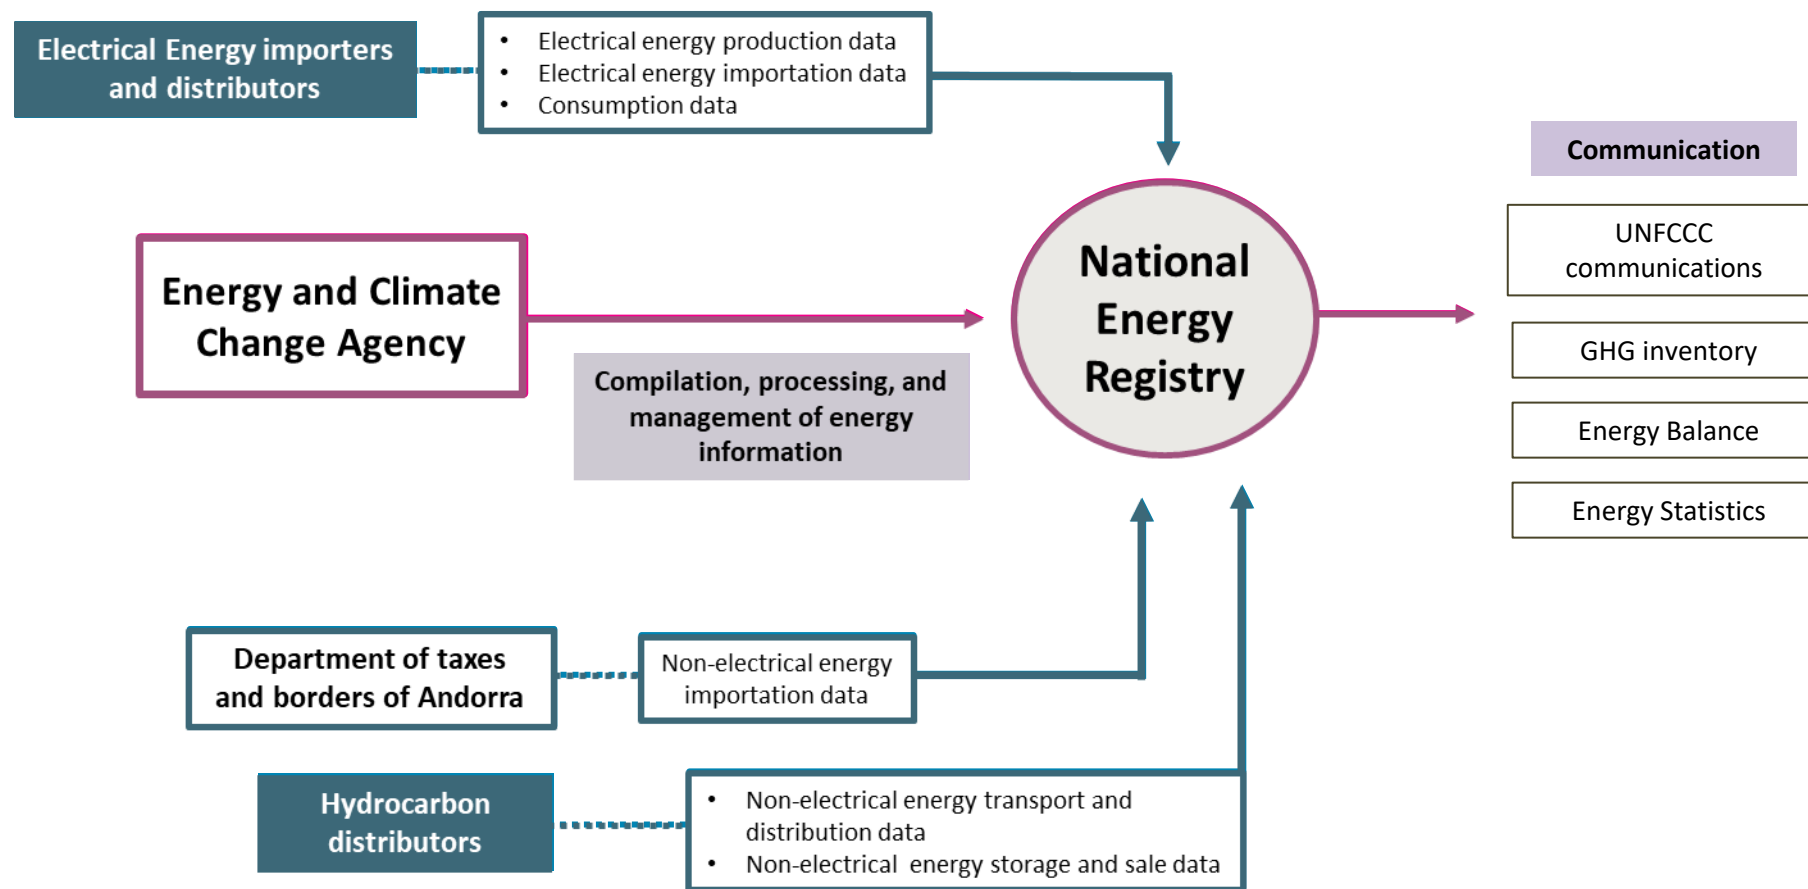 Electrical Energy importers
and distributors
• Electrical energy production data
• Electrical energy importation data
• Consumption data
Communication
UNFCCC
communications
GHG inventory
Energy Balance
Energy Statistics
National
Energy
Registry
Energy and Climate
Change Agency
Compilation, processing, and
management of energy
information
Department of taxes
and borders of Andorra
Non-electrical energy
importation data
Hydrocarbon
distributors
• Non-electrical energy transport and
distribution data
• Non-electrical energy storage and sale data